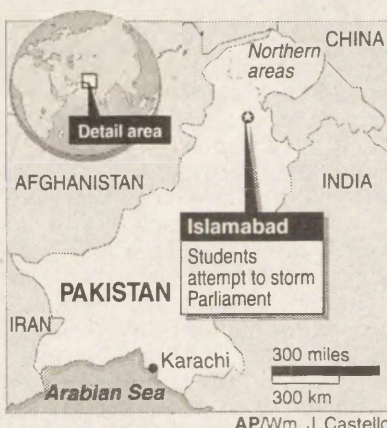 CHINA
Northern
areas
Detail area
AFGHANISTAN
INDIA
Islamabad
Students
attempt to storm
Parliament
PAKISTAN
IRAN
Karachi
300 miles
Arabian Sea
300 km
AP/Wm. J. Castello